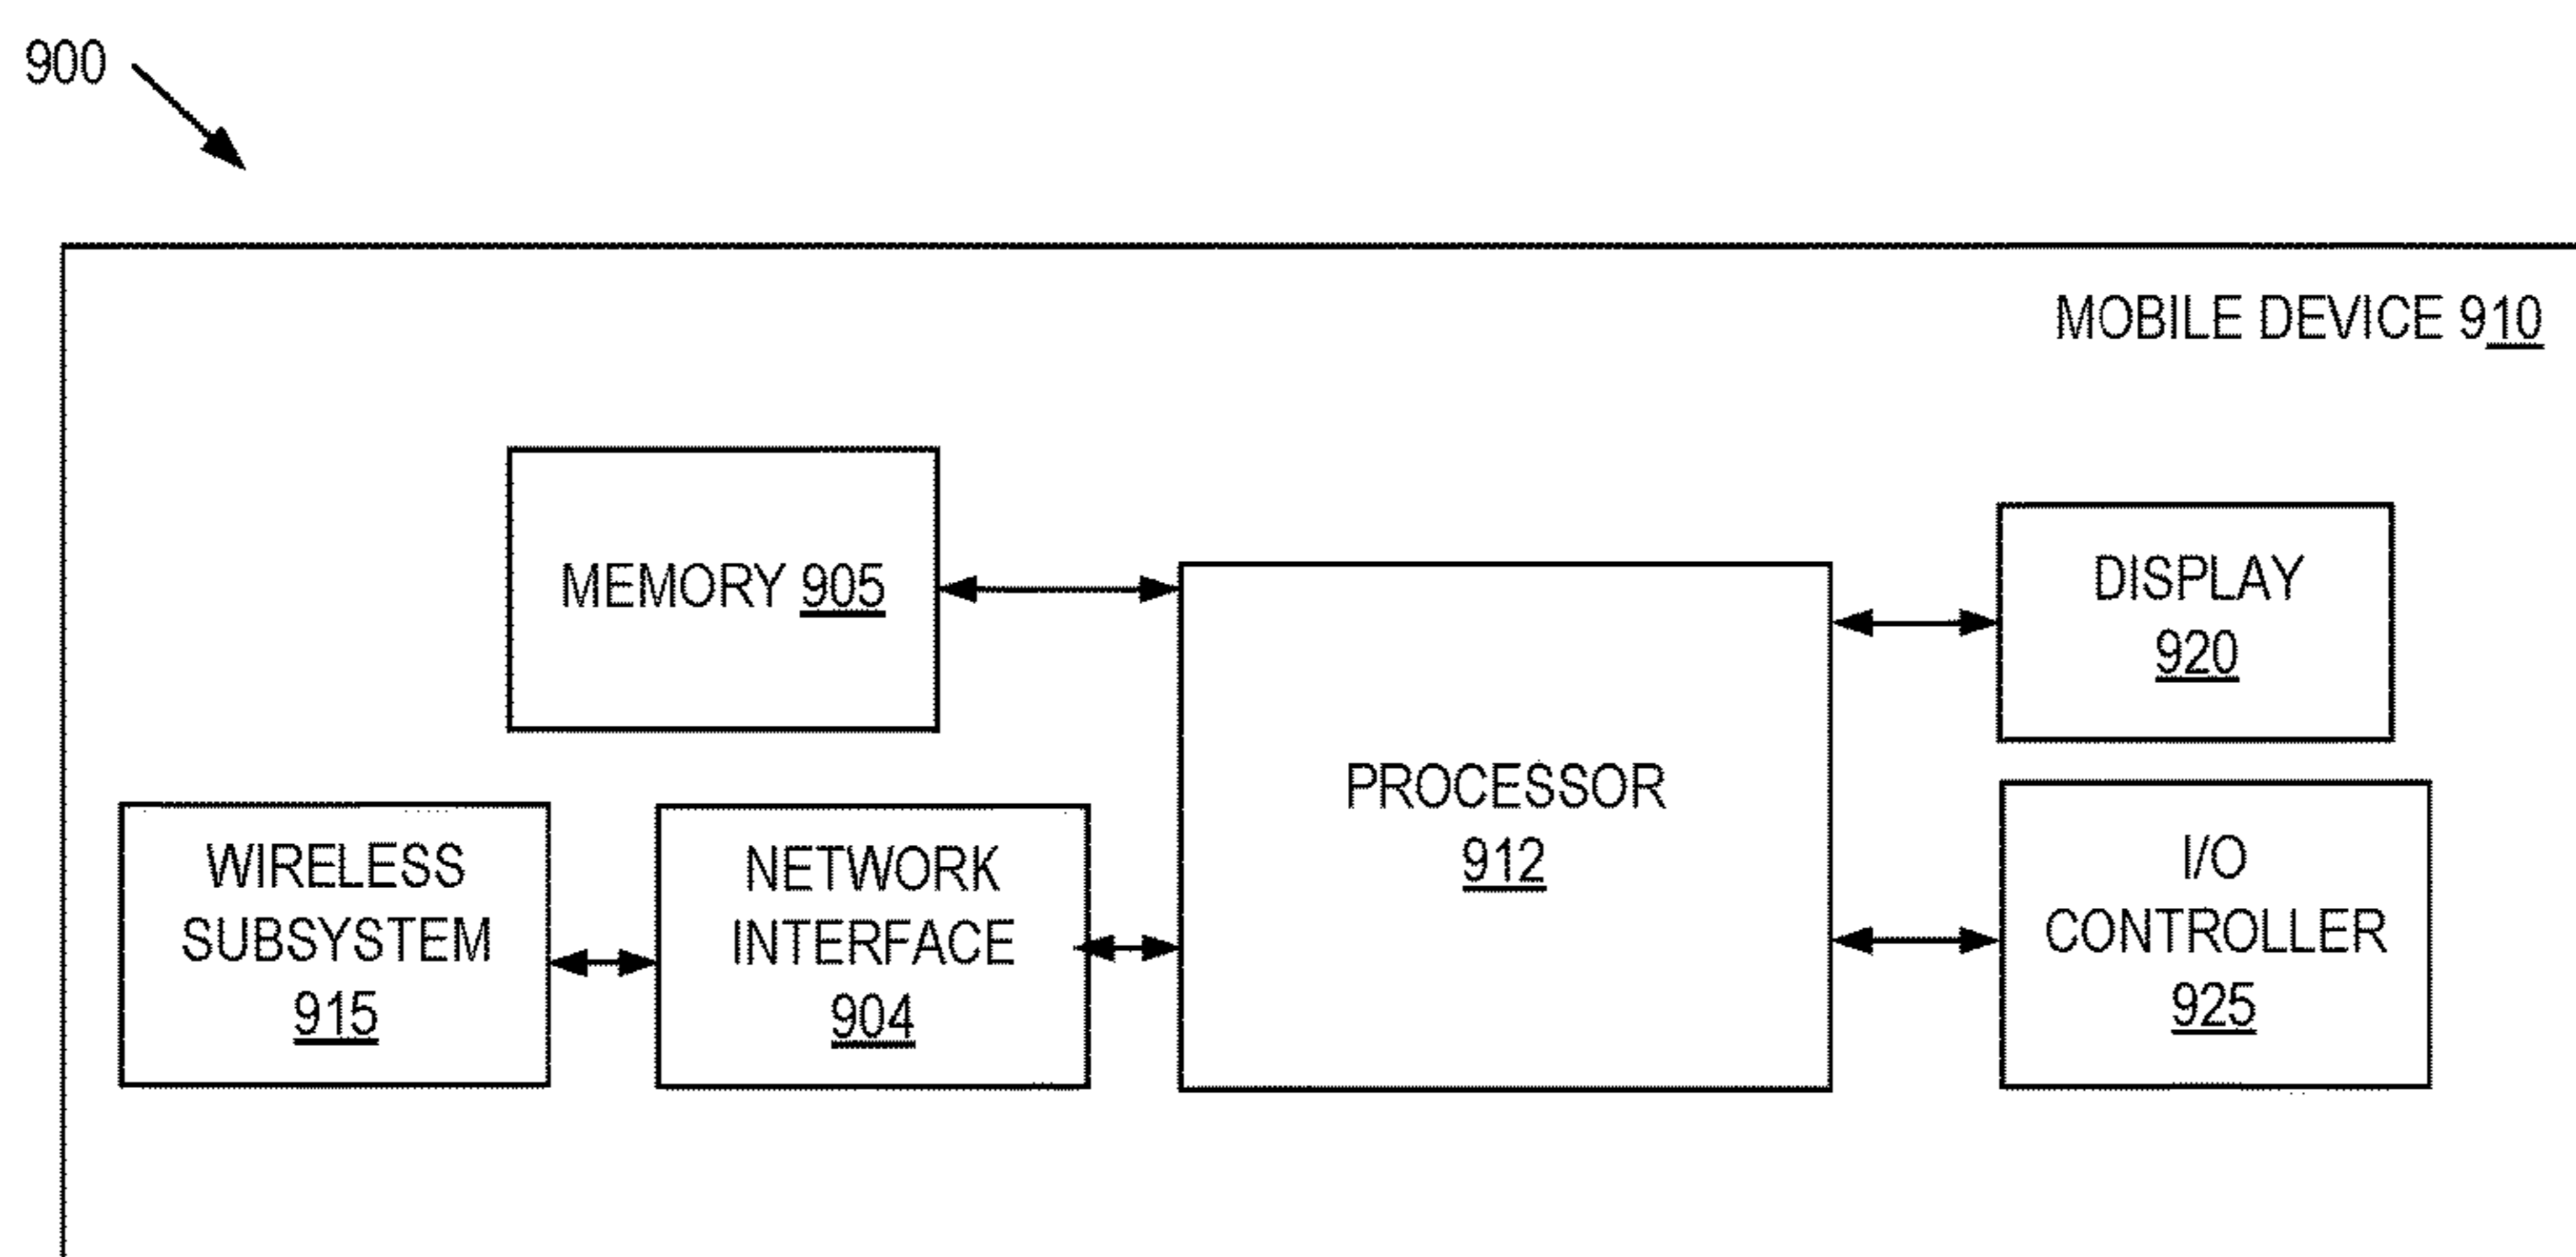 900
MOBILE DEVICE 910
MEMORY 905
DISPLAY
920
PROCESSOR
912
WIRELESS
SUBSYSTEM
915
NETWORK
INTERFACE
904
I/O
CONTROLLER
925